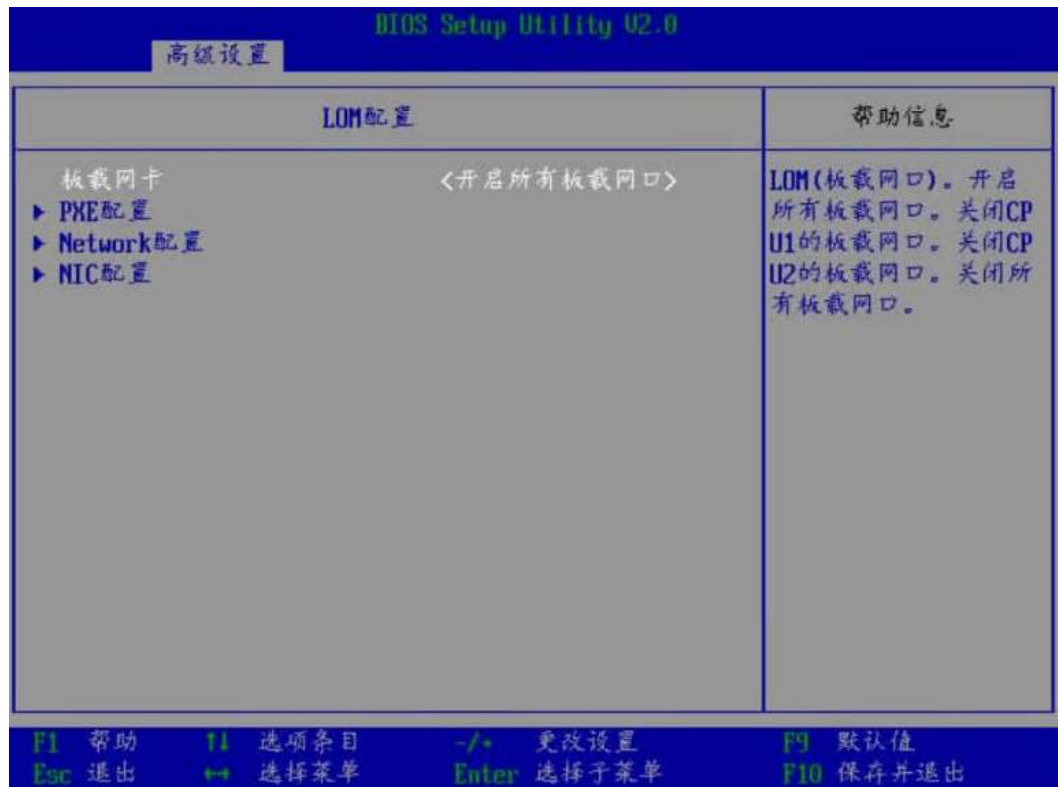 BIOS Setup Utility V2.0
高级设置
LOM配置
帮助信息
板载网卡 <开启所有板载网口>
▶ PXE配置
▶ Network配置
▶ NIC配置
LOM(板载网口)。开启
所有板载网口。关闭CP
U1的板载网口。关闭CP
U2的板载网口。关闭所
有板载网口。
F1 帮助 ↑↓ 选项条目 -/+ 更改设置 F9 默认值
Esc 退出 ←→ 选择菜单 Enter 选择子菜单 F10 保存并退出